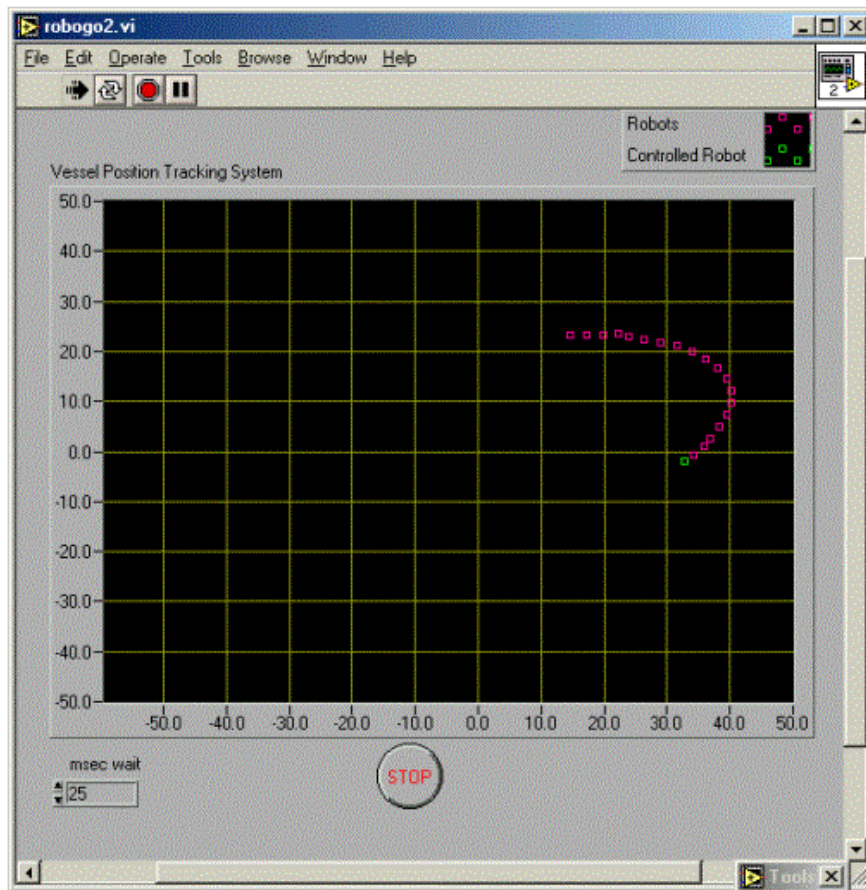 robogo2.vi
File Edit Operate Tools Browse Window Help
2
Robots
Controlled Robot
Vessel Position Tracking System
50.0
40.0
30.0
20.0
10.0
0.0
-10.0
-20.0
-30.0
-40.0
-50.0
-50.0 -40.0 -30.0 -20.0 -10.0 0.0 10.0 20.0 30.0 40.0 50.0
msec wait
25
STOP
Tools